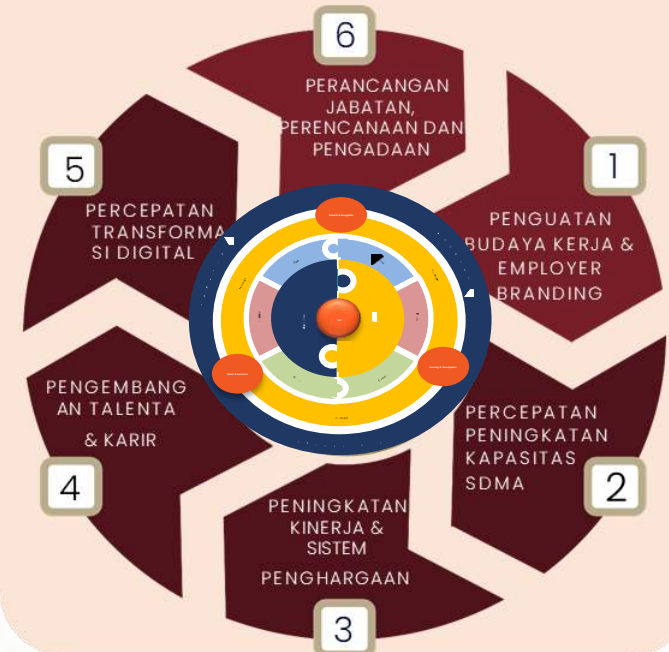 6
PERANCANGAN
JABATAN,
PERENCANAAN DAN
PENGADAAN
1
PENGUATAN
BUDAYA KERJA &
EMPLOYER
BRANDING
2
PERCEPATAN
PENINGKATAN
KAPASITAS
SDMA
3
PENINGKATAN
KINERJA &
SISTEM
PENGHARGAAN
4
PENGEMBANG
AN TALENTA
& KARIR
5
PERCEPATAN
TRANSFORMA
SI DIGITAL